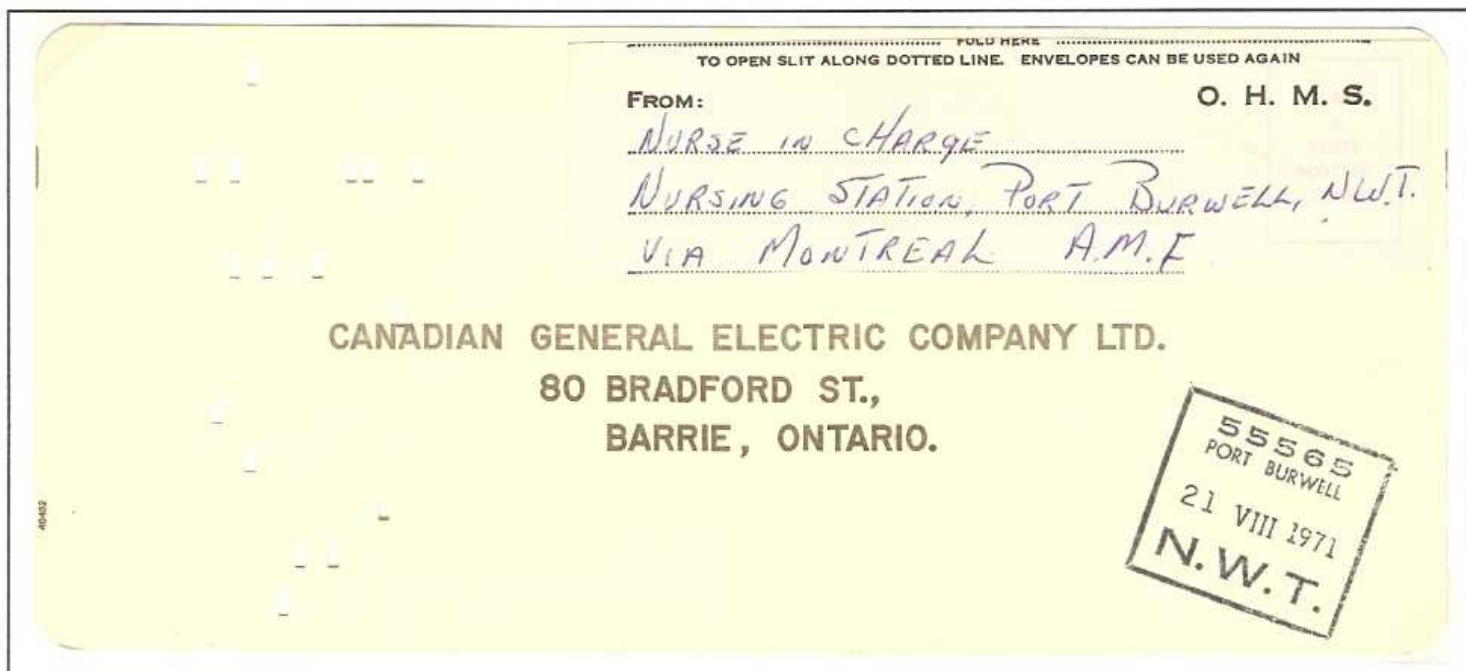 FOLD HERE
TO OPEN SLIT ALONG DOTTED LINE. ENVELOPES CAN BE USED AGAIN
FROM: O. H. M. S.
NURSE IN CHARGE
NURSING STATION, PORT BURWELL, N.W.T.
VIA MONTREAL A.M.F
CANADIAN GENERAL ELECTRIC COMPANY LTD.
80 BRADFORD ST.,
BARRIE, ONTARIO.
55565
PORT BURWELL
21 VIII 1971
N.W.T.